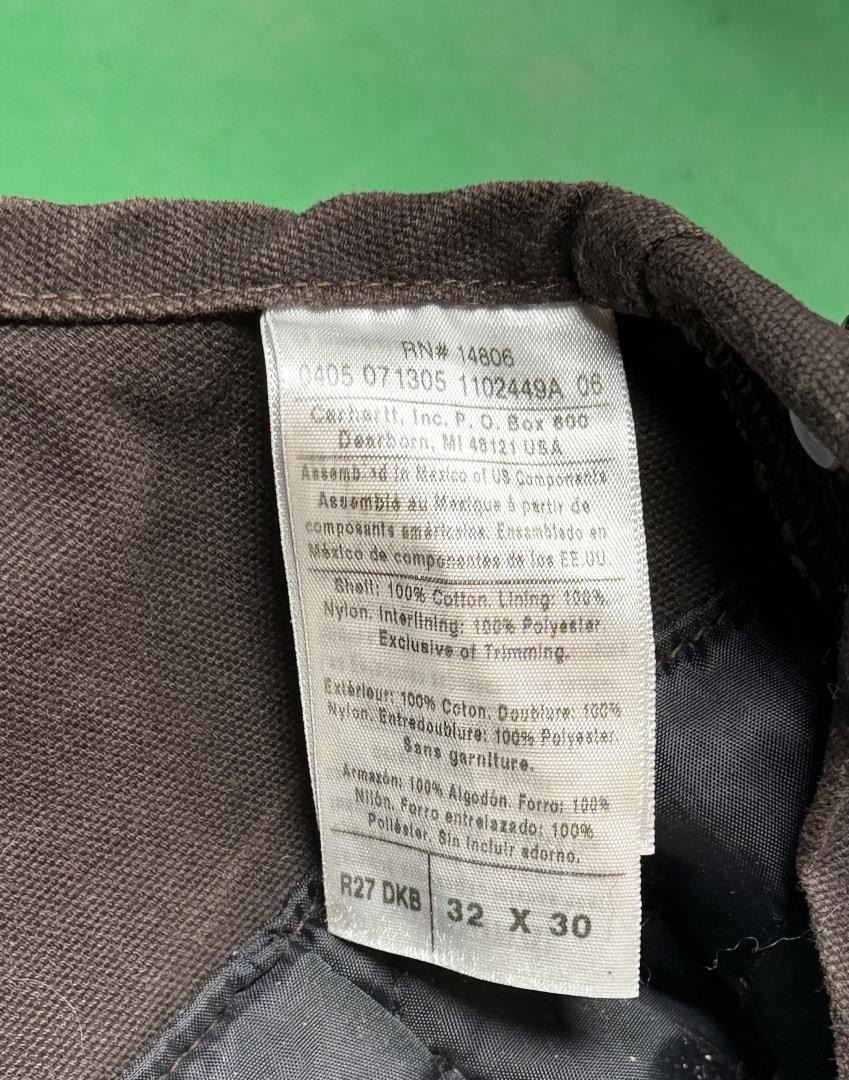 RN# 14806
0405 071305 1102449A 06
Carhartt, Inc. P. O. Box 600
Dearborn, MI 48121 USA
Assembled in Mexico of US Components
Assemblé au Mexique à partir de
composants américains. Ensamblado en
México de componentes de los EE.UU.
Shell: 100% Cotton. Lining: 100%
Nylon. Interlining: 100% Polyester
Exclusive of Trimming.
Extérieur: 100% Coton. Doublure: 100%
Nylon. Entredoublure: 100% Polyester.
Sans garniture.
Armazón: 100% Algodón. Forro: 100%
Nilón. Forro entrelazado: 100%
Poliéster. Sin incluir adorno.
R27 DKB 32 X 30